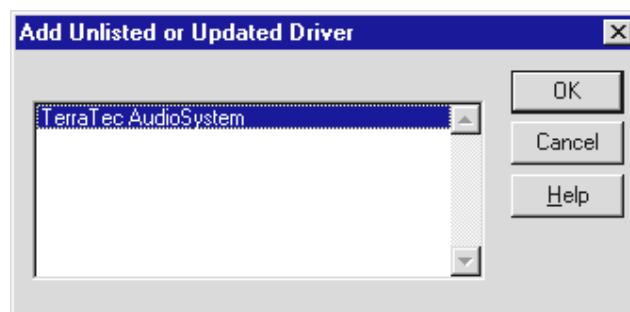 Add Unlisted or Updated Driver
TerraTec AudioSystem
OK
Cancel
Help